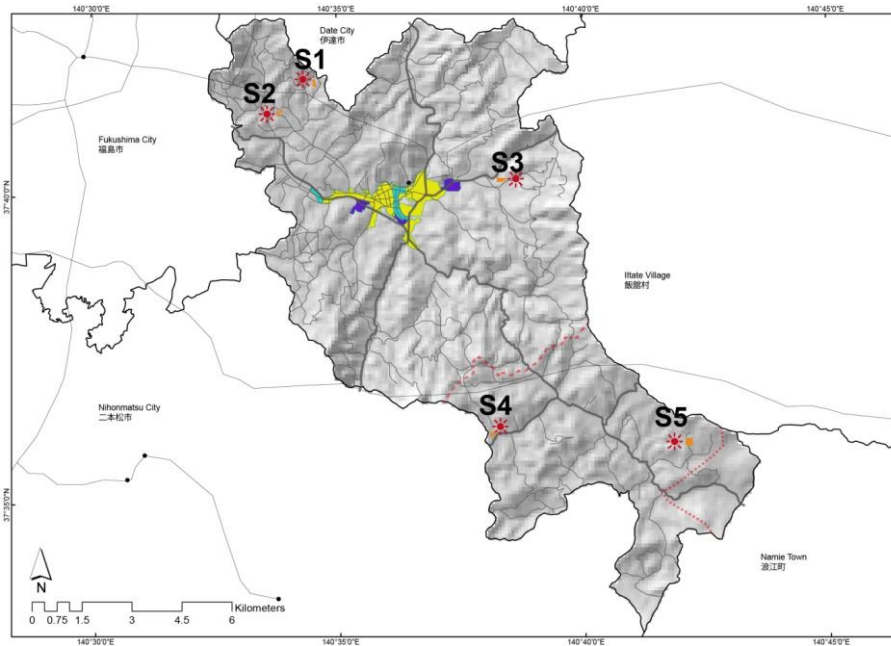 140°30'0"E 140°35'0"E 140°40'0"E 140°45'0"E
Date City
伊達市
S1
S2
Fukushima City
福島市
S3
37°40'0"N
IItate Village
飯舘村
Nihonmatsu City
二本松市
S4
S5
37°35'0"N
Namie Town
浪江町
N
Kilometers
0 0.75 1.5 3 4.5 6
140°30'0"E 140°35'0"E 140°40'0"E 140°45'0"E